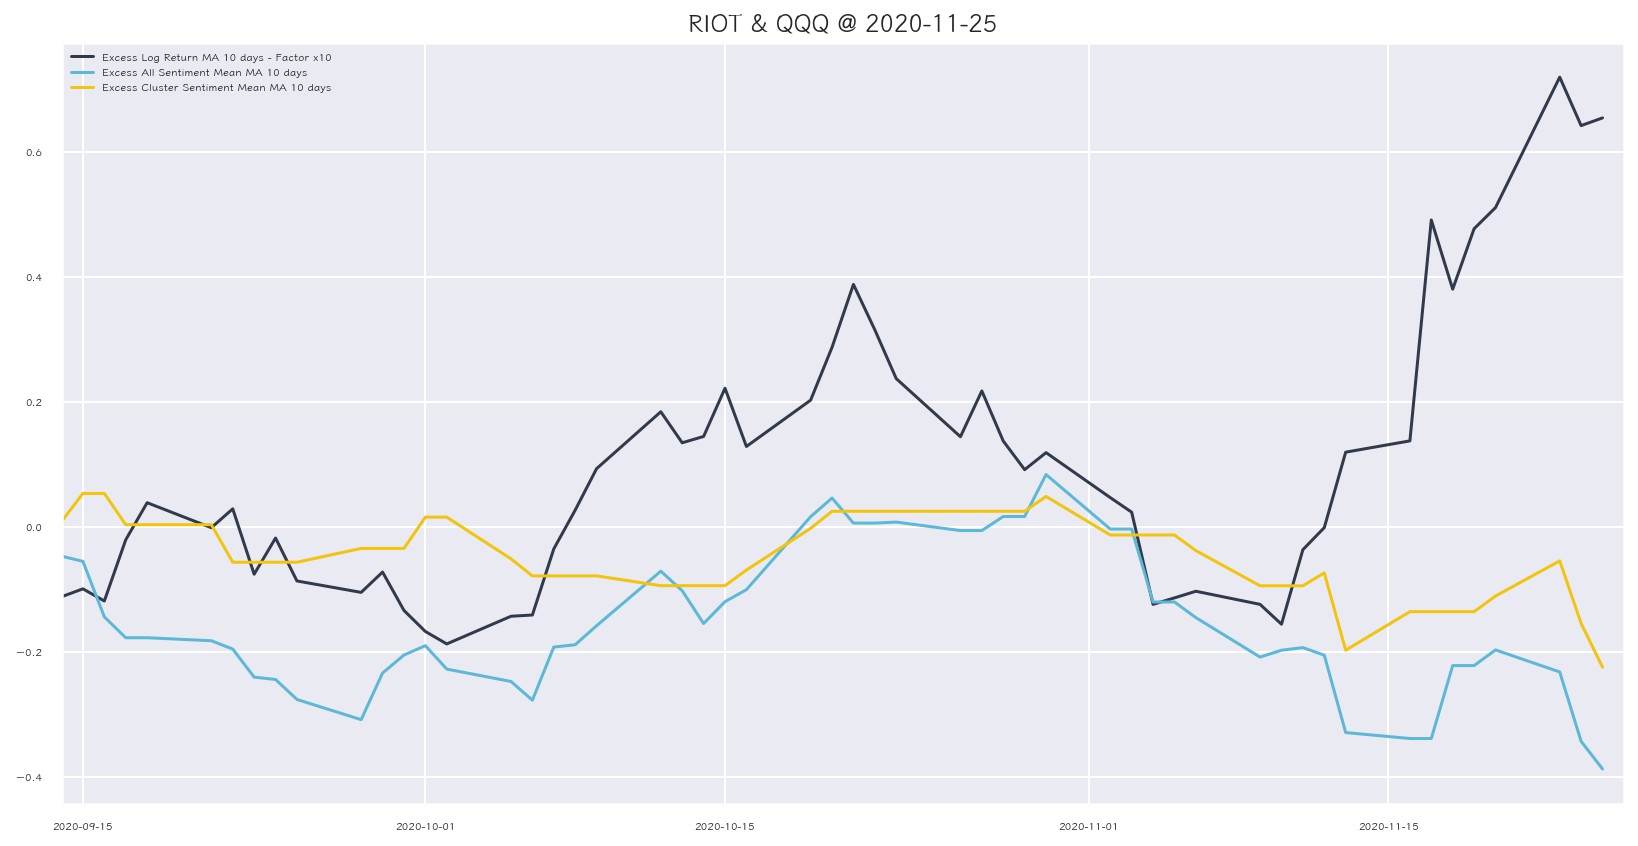 RIOT & QQQ @ 2020-11-25
Excess Log Return MA 10 days - Factor x10
Excess All Sentiment Mean MA 10 days
Excess Cluster Sentiment Mean MA 10 days
0.6
0.4
0.2
0.0
−0.2
−0.4
2020-09-15 2020-10-01 2020-10-15 2020-11-01 2020-11-15